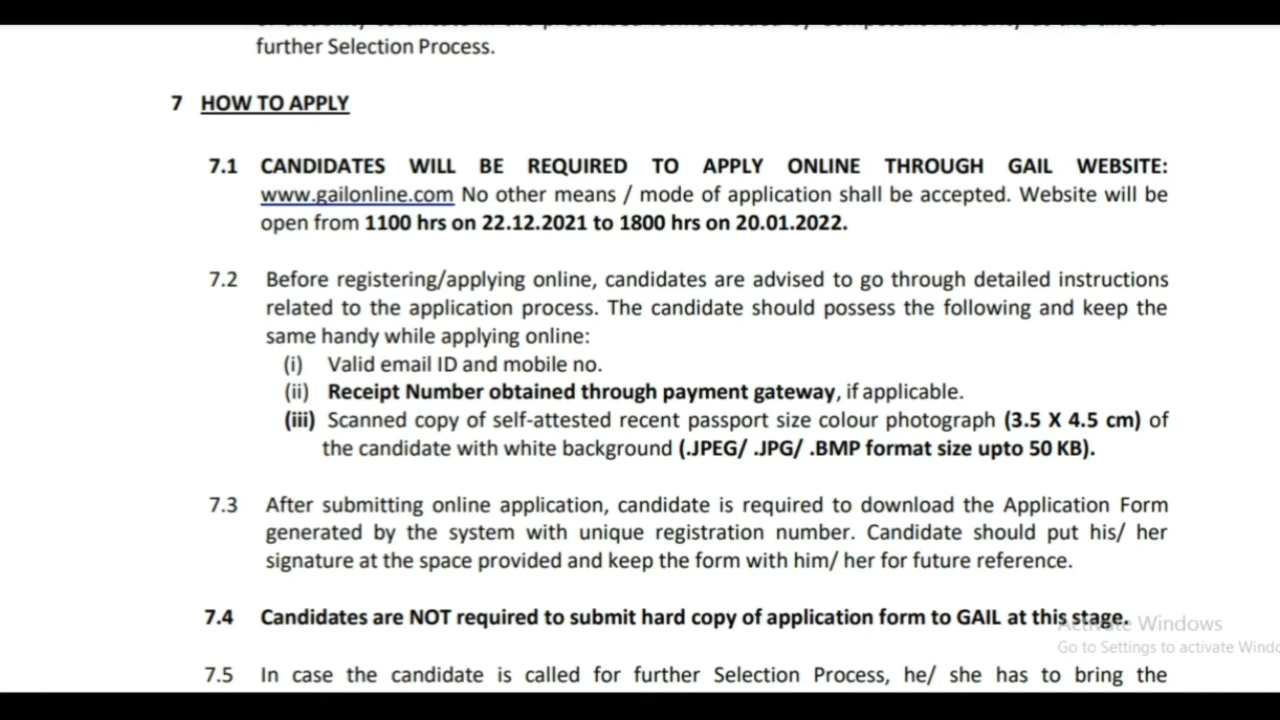 further Selection Process.
7 HOW TO APPLY
7.1 CANDIDATES WILL BE REQUIRED TO APPLY ONLINE THROUGH GAIL WEBSITE:
www.gailonline.com No other means / mode of application shall be accepted. Website will be
open from 1100 hrs on 22.12.2021 to 1800 hrs on 20.01.2022.
7.2 Before registering/applying online, candidates are advised to go through detailed instructions
related to the application process. The candidate should possess the following and keep the
same handy while applying online:
(i) Valid email ID and mobile no.
(ii) Receipt Number obtained through payment gateway, if applicable.
(iii) Scanned copy of self-attested recent passport size colour photograph (3.5 X 4.5 cm) of
the candidate with white background (.JPEG/ .JPG/ .BMP format size upto 50 KB).
7.3 After submitting online application, candidate is required to download the Application Form
generated by the system with unique registration number. Candidate should put his/ her
signature at the space provided and keep the form with him/ her for future reference.
7.4 Candidates are NOT required to submit hard copy of application form to GAIL at this stage.
Activate Windows
Go to Settings to activate Windo
7.5 In case the candidate is called for further Selection Process, he/ she has to bring the